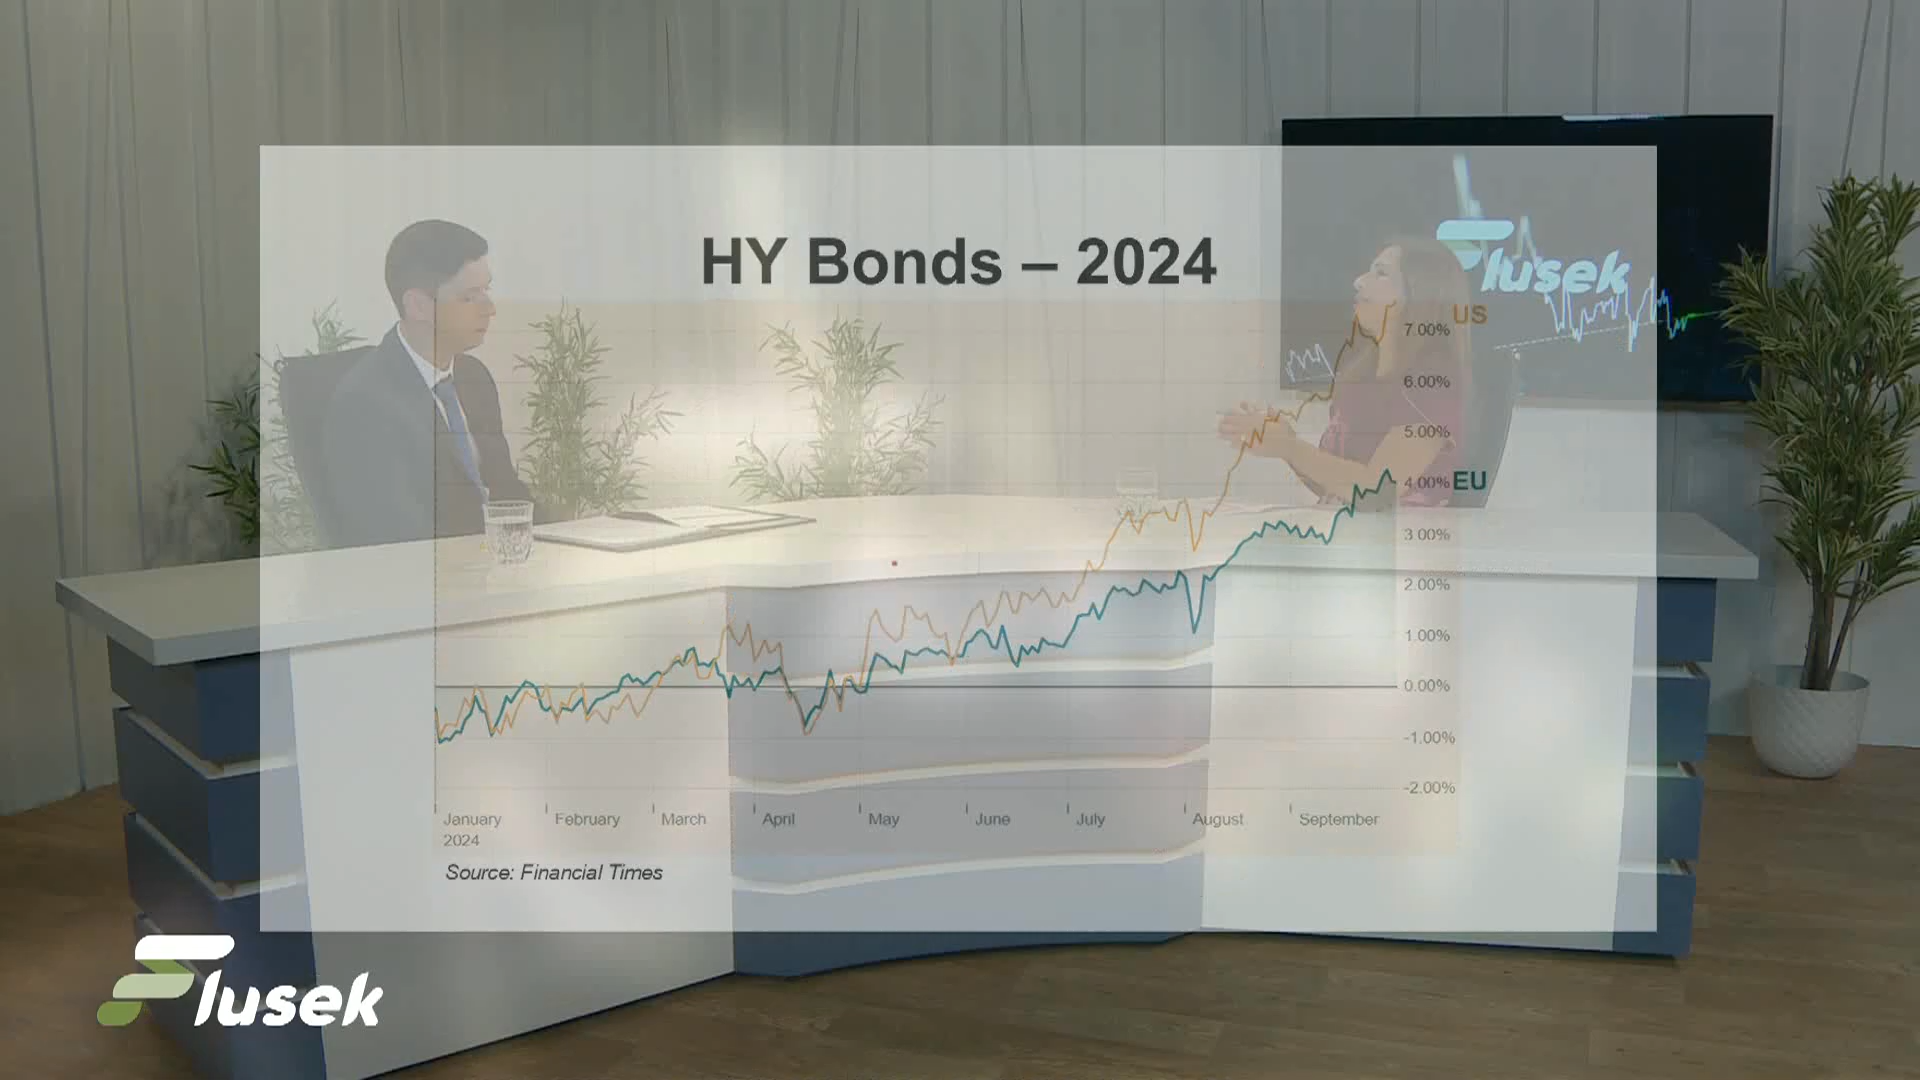 HY Bonds – 2024
lusek
US
7.00%
6.00%
5.00%
4.00%
EU
3.00%
2.00%
1.00%
0.00%
-1.00%
-2.00%
January
2024
February
March
April
May
June
July
August
September
Source: Financial Times
Flusek